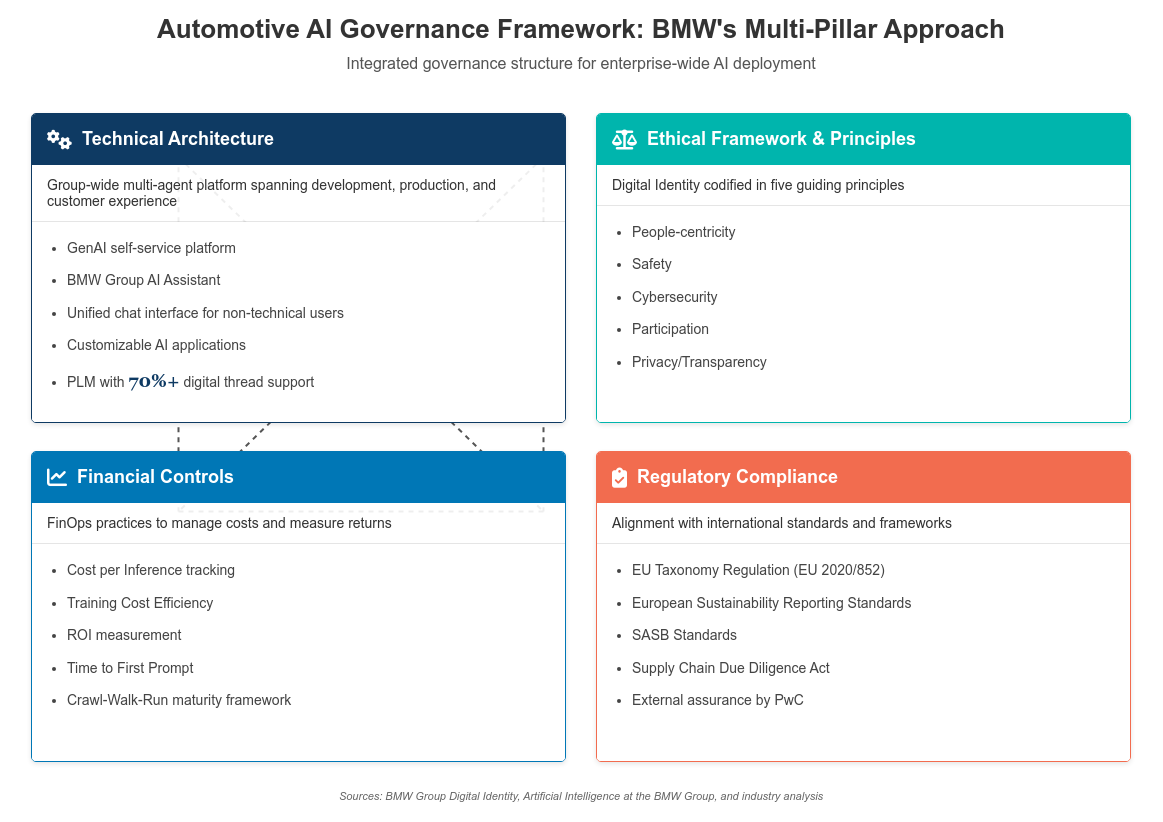 Automotive AI Governance Framework: BMW's Multi-Pillar Approach
Integrated governance structure for enterprise-wide AI deployment
Technical Architecture
Group-wide multi-agent platform spanning development, production, and
customer experience
• GenAI self-service platform
• BMW Group AI Assistant
• Unified chat interface for non-technical users
• Customizable AI applications
• PLM with 70%+ digital thread support
Ethical Framework & Principles
Digital Identity codified in five guiding principles
• People-centricity
• Safety
• Cybersecurity
• Participation
• Privacy/Transparency
Financial Controls
FinOps practices to manage costs and measure returns
• Cost per Inference tracking
• Training Cost Efficiency
• ROI measurement
• Time to First Prompt
• Crawl-Walk-Run maturity framework
Regulatory Compliance
Alignment with international standards and frameworks
• EU Taxonomy Regulation (EU 2020/852)
• European Sustainability Reporting Standards
• SASB Standards
• Supply Chain Due Diligence Act
• External assurance by PwC
Sources: BMW Group Digital Identity, Artificial Intelligence at the BMW Group, and industry analysis